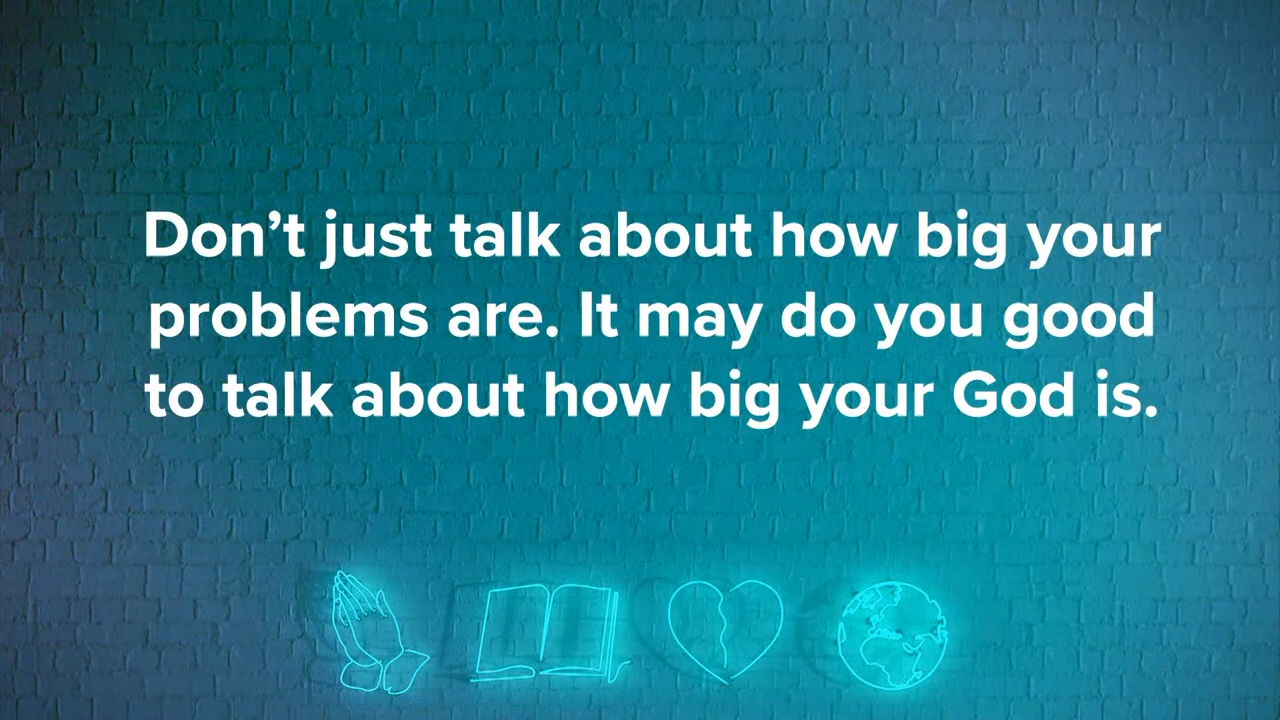 Don’t just talk about how big your
problems are. It may do you good
to talk about how big your God is.